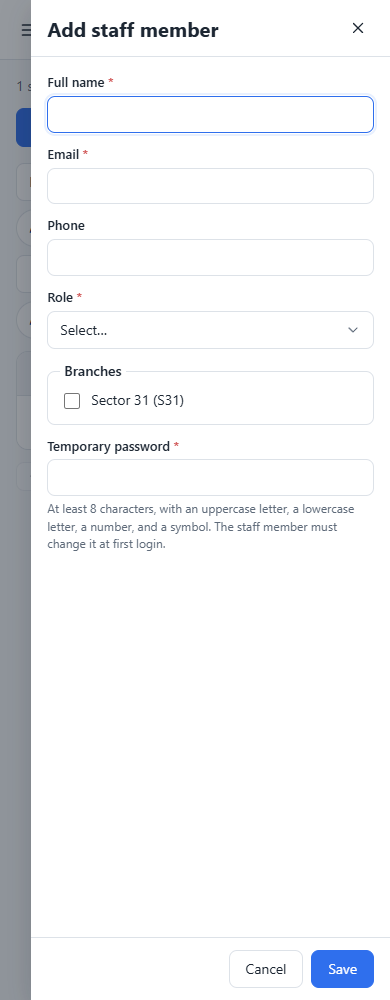 Add staff member
1 s
Full name *
Email *
Phone
Role *
Select...
Branches
Sector 31 (S31)
Temporary password *
At least 8 characters, with an uppercase letter, a lowercase
letter, a number, and a symbol. The staff member must
change it at first login.
Cancel
Save